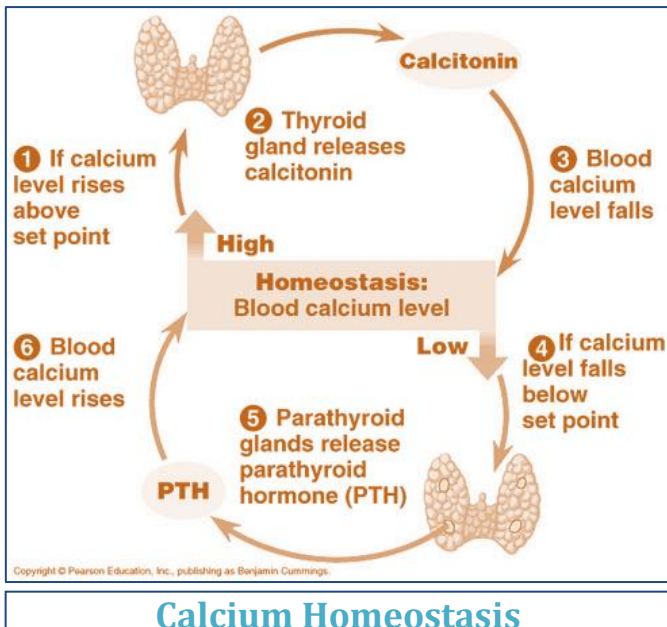 Calcitonin
1 If calcium
level rises
above
set point
2 Thyroid
gland releases
calcitonin
3 Blood
calcium
level falls
High
Homeostasis:
Blood calcium level
Low
4 If calcium
level falls
below
set point
5 Parathyroid
glands release
parathyroid
hormone (PTH)
PTH
6 Blood
calcium
level rises
Copyright © Pearson Education, Inc., publishing as Benjamin Cummings.
Calcium Homeostasis